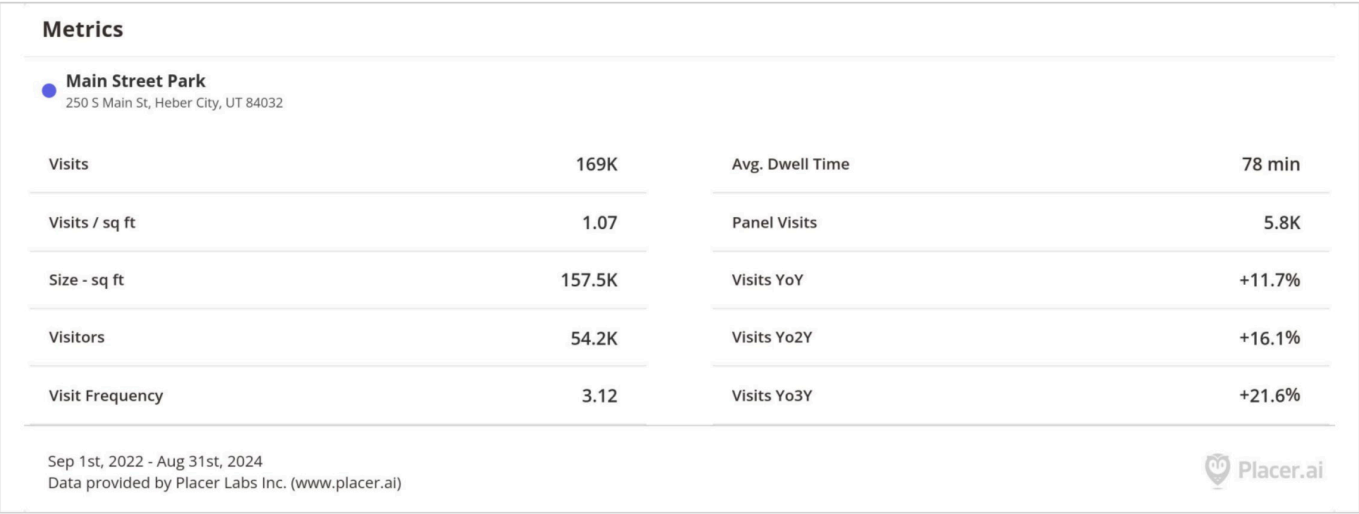 Metrics
Main Street Park
250 S Main St, Heber City, UT 84032
Visits 169K
Visits / sq ft 1.07
Size - sq ft 157.5K
Visitors 54.2K
Visit Frequency 3.12
Avg. Dwell Time 78 min
Panel Visits 5.8K
Visits YoY +11.7%
Visits Yo2Y +16.1%
Visits Yo3Y +21.6%
Sep 1st, 2022 - Aug 31st, 2024
Data provided by Placer Labs Inc. (www.placer.ai)
Placer.ai